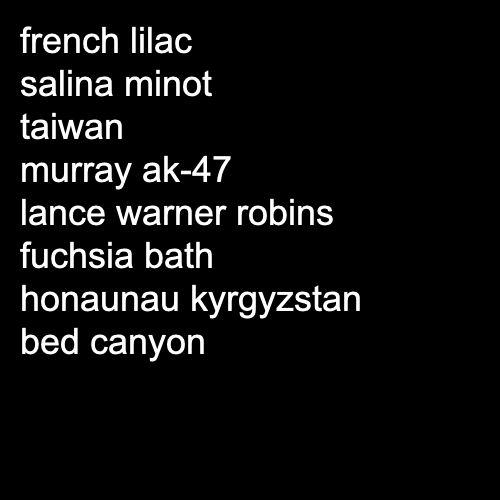 french lilac
salina minot
taiwan
murray ak-47
lance warner robins
fuchsia bath
honaunau kyrgyzstan
bed canyon